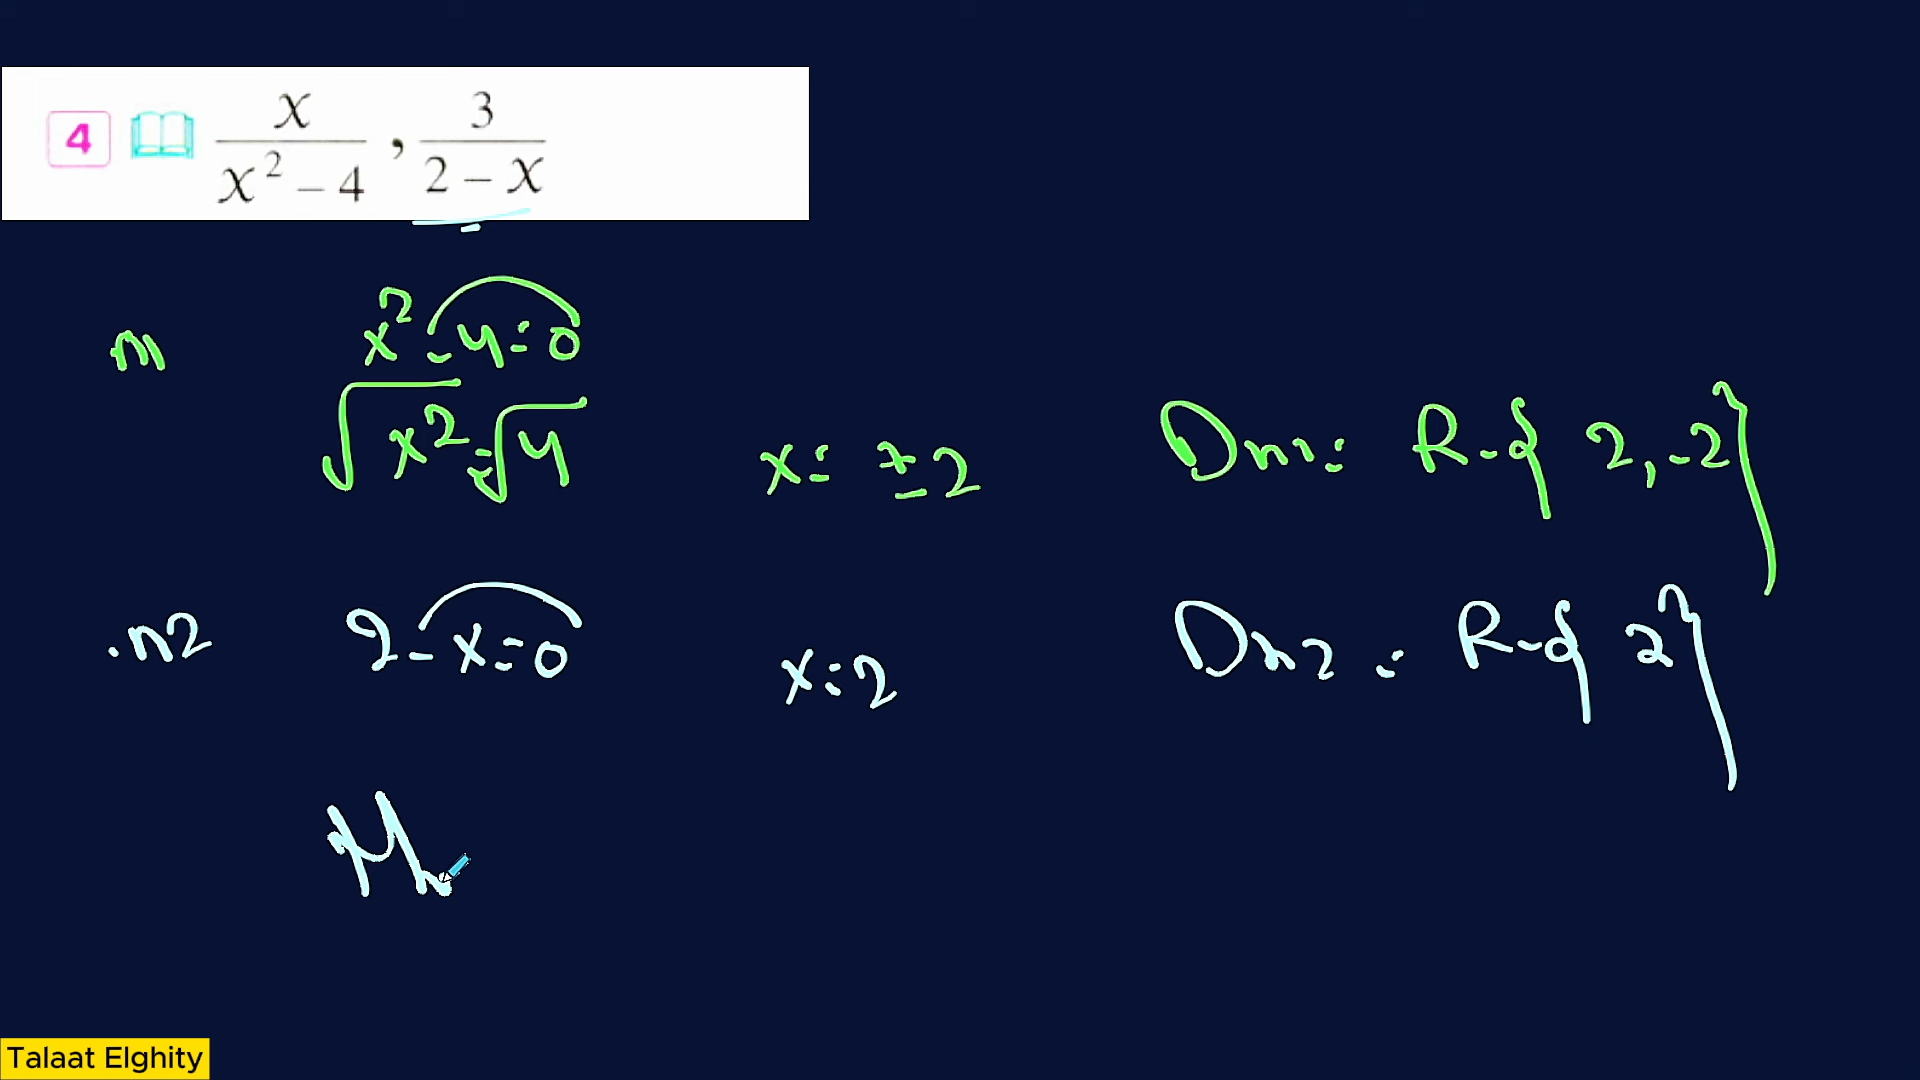 4 x/(x² – 4) , 3/(2 – x)
x² - 4 = 0
√x² = √4 x = ± 2 Dn1 = R - { 2, -2 }
n2 2 - x = 0 x = 2 Dn2 = R - { 2 }
Talaat Elghity